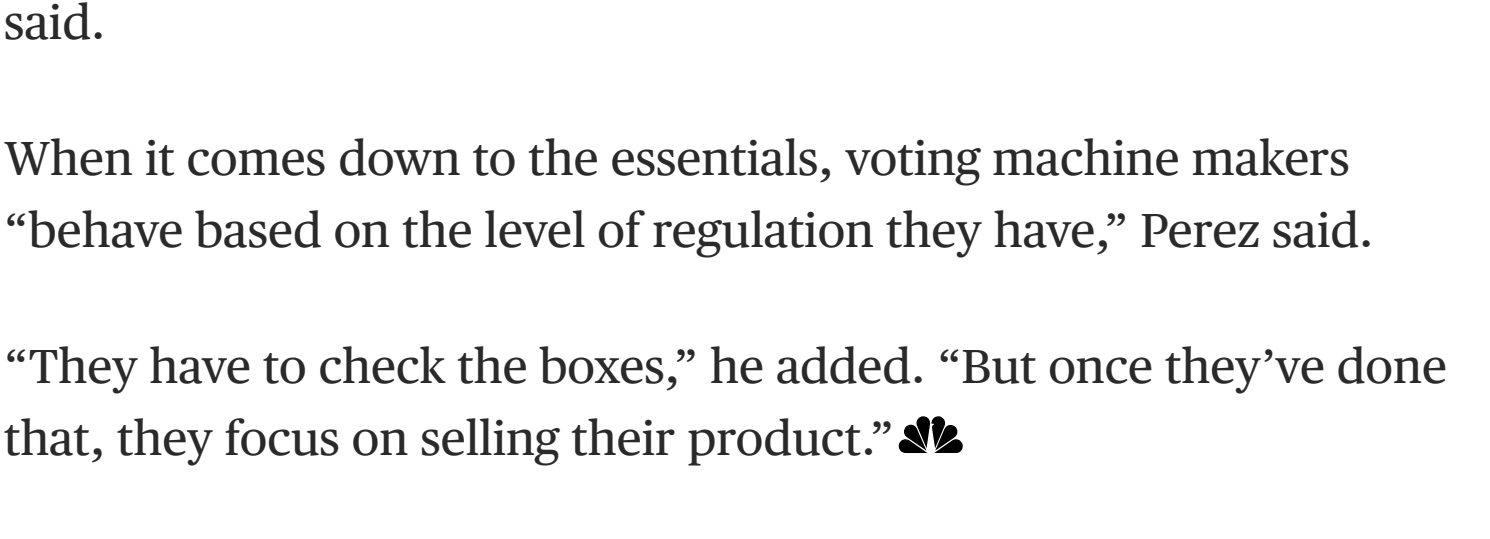 said.
When it comes down to the essentials, voting machine makers
“behave based on the level of regulation they have,” Perez said.
“They have to check the boxes,” he added. “But once they’ve done
that, they focus on selling their product.”